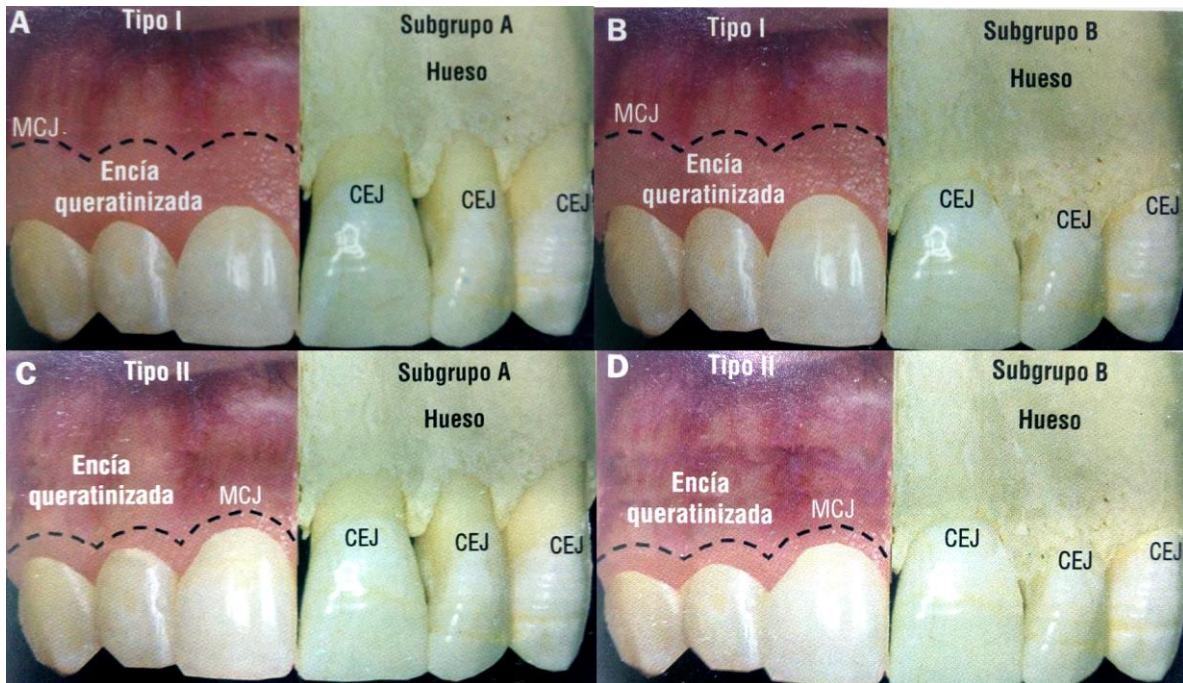 A
Tipo I
Subgrupo A
Hueso
MCJ
Encía
queratinizada
CEJ
CEJ
CEJ
B
Tipo I
Subgrupo B
Hueso
MCJ
Encía
queratinizada
CEJ
CEJ
CEJ
C
Tipo II
Subgrupo A
Hueso
Encía
queratinizada
MCJ
CEJ
CEJ
CEJ
D
Tipo II
Subgrupo B
Hueso
Encía
queratinizada
MCJ
CEJ
CEJ
CEJ